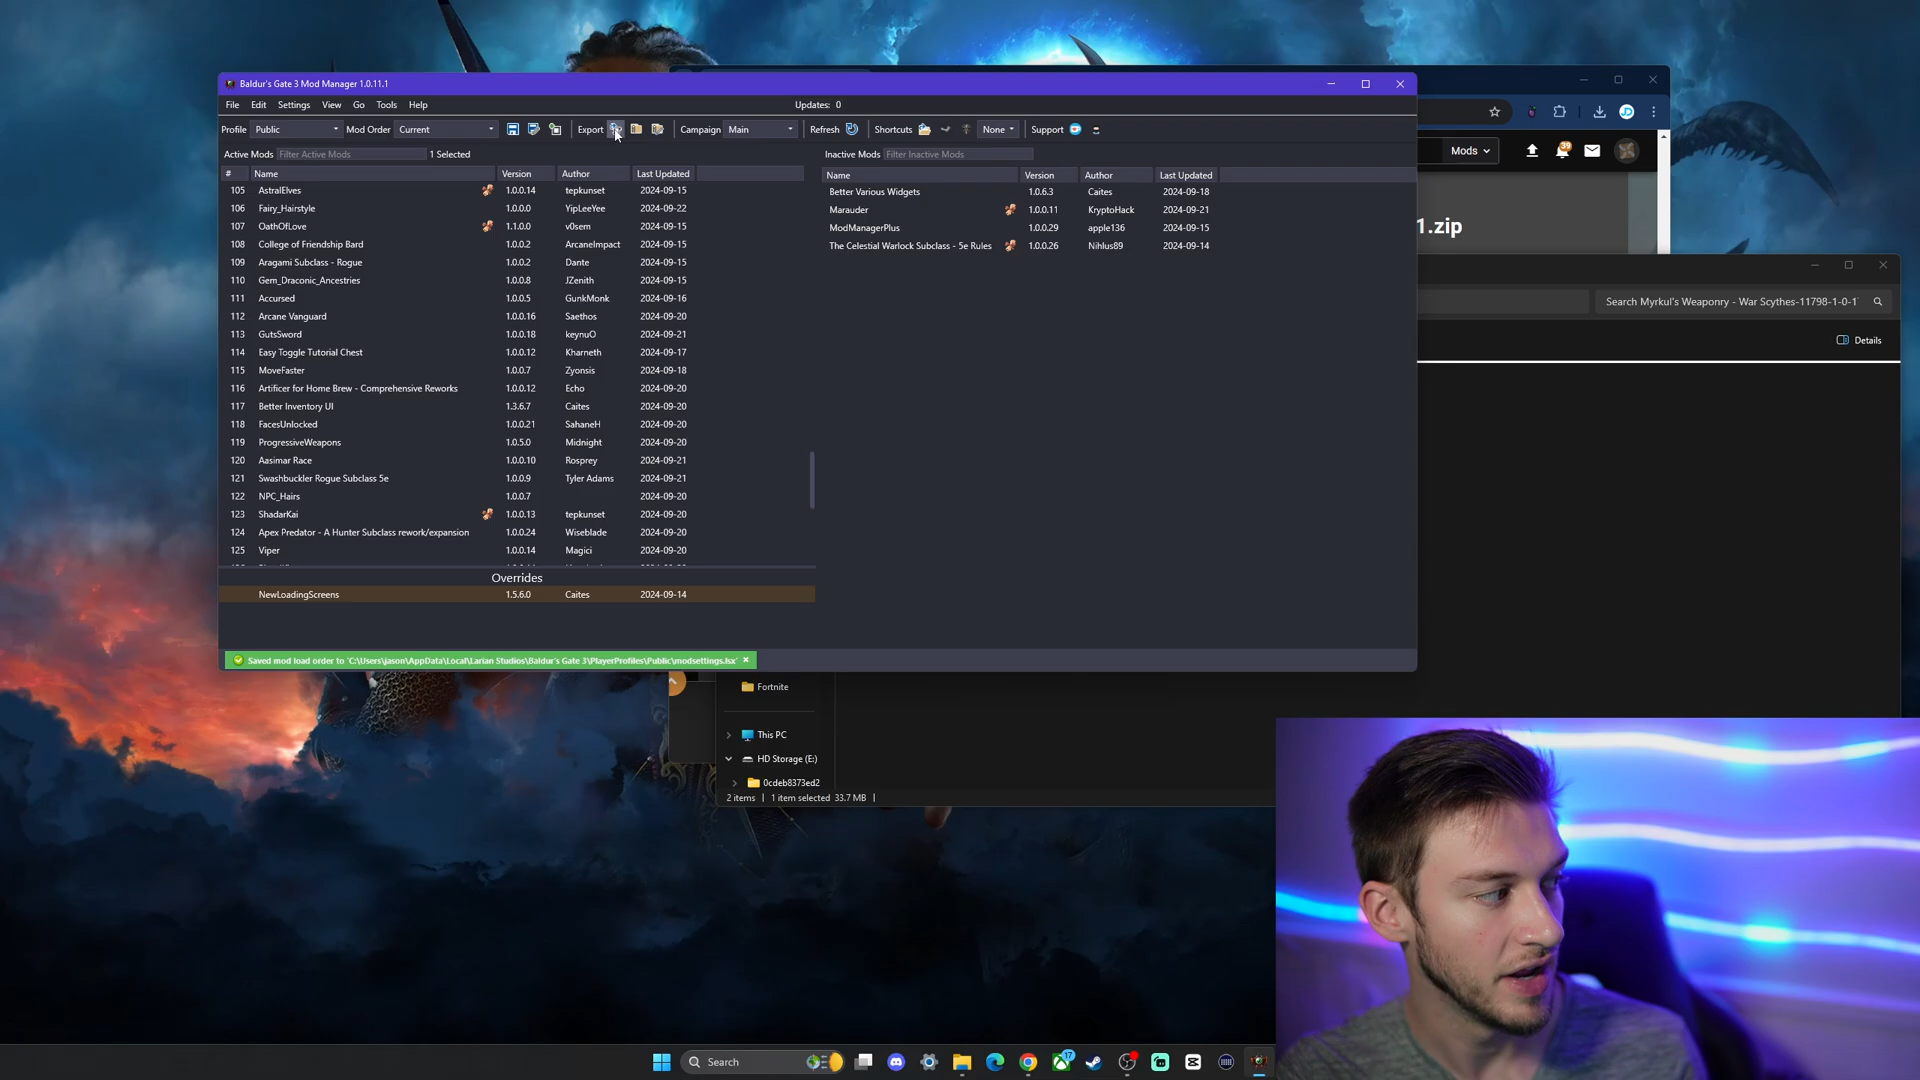 Baldur's Gate 3 Mod Manager 1.0.11.1
File Edit Settings View Go Tools Help Updates: 0
Profile Public Mod Order Current Export Campaign Main Refresh Shortcuts None Support
Active Mods Filter Active Mods 1 Selected
# Name Version Author Last Updated
105 AstralElves 1.0.0.14 tepkunset 2024-09-15
106 Fairy_Hairstyle 1.0.0.0 YipLeeYee 2024-09-22
107 OathOfLove 1.1.0.0 v0sem 2024-09-15
108 College of Friendship Bard 1.0.0.2 ArcaneImpact 2024-09-15
109 Aragami Subclass - Rogue 1.0.0.2 Dante 2024-09-15
110 Gem_Draconic_Ancestries 1.0.0.8 JZenith 2024-09-15
111 Accursed 1.0.0.5 GunkMonk 2024-09-16
112 Arcane Vanguard 1.0.0.16 Saethos 2024-09-20
113 GutsSword 1.0.0.18 keynuO 2024-09-21
114 Easy Toggle Tutorial Chest 1.0.0.12 Kharneth 2024-09-17
115 MoveFaster 1.0.0.7 Zyonsis 2024-09-18
116 Artificer for Home Brew - Comprehensive Reworks 1.0.0.12 Echo 2024-09-20
117 Better Inventory UI 1.3.6.7 Caites 2024-09-20
118 FacesUnlocked 1.0.0.21 SahaneH 2024-09-20
119 ProgressiveWeapons 1.0.5.0 Midnight 2024-09-20
120 Aasimar Race 1.0.0.10 Rosprey 2024-09-21
121 Swashbuckler Rogue Subclass 5e 1.0.0.9 Tyler Adams 2024-09-21
122 NPC_Hairs 1.0.0.7 2024-09-20
123 ShadarKai 1.0.0.13 tepkunset 2024-09-20
124 Apex Predator - A Hunter Subclass rework/expansion 1.0.0.24 Wiseblade 2024-09-20
125 Viper 1.0.0.14 Magici 2024-09-20
Overrides
NewLoadingScreens 1.5.6.0 Caites 2024-09-14
Saved mod load order to 'C:\Users\jason\AppData\Local\Larian Studios\Baldur's Gate 3\PlayerProfiles\Public\modsettings.lsx'
Inactive Mods Filter Inactive Mods
Name Version Author Last Updated
Better Various Widgets 1.0.6.3 Caites 2024-09-18
Marauder 1.0.0.11 KryptoHack 2024-09-21
ModManagerPlus 1.0.0.29 apple136 2024-09-15
The Celestial Warlock Subclass - 5e Rules 1.0.0.26 Nihlus89 2024-09-14
Mods
39
1.zip
Search Myrkul's Weaponry - War Scythes-11798-1-0-1
Details
Fortnite
This PC
HD Storage (E:)
0cdeb8373ed2
2 items 1 item selected 33.7 MB
Search
17